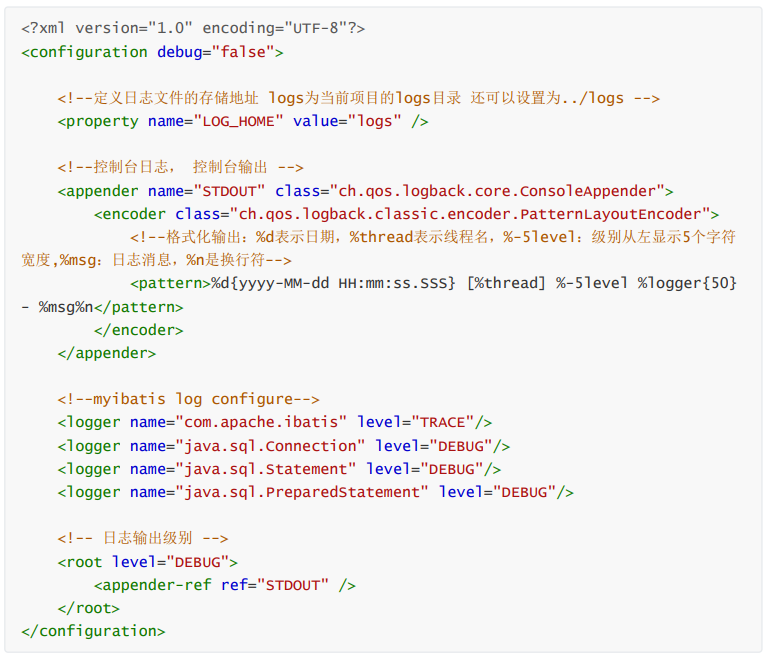 <?xml version="1.0" encoding="UTF-8"?>
<configuration debug="false">

    <!--定义日志文件的存储地址 logs为当前项目的logs目录 还可以设置为../logs -->
    <property name="LOG_HOME" value="logs" />

    <!--控制台日志， 控制台输出 -->
    <appender name="STDOUT" class="ch.qos.logback.core.ConsoleAppender">
        <encoder class="ch.qos.logback.classic.encoder.PatternLayoutEncoder">
            <!--格式化输出：%d表示日期，%thread表示线程名，%-5level：级别从左显示5个字符
宽度,%msg：日志消息，%n是换行符-->
            <pattern>%d{yyyy-MM-dd HH:mm:ss.SSS} [%thread] %-5level %logger{50}
- %msg%n</pattern>
        </encoder>
    </appender>

    <!--myibatis log configure-->
    <logger name="com.apache.ibatis" level="TRACE"/>
    <logger name="java.sql.Connection" level="DEBUG"/>
    <logger name="java.sql.Statement" level="DEBUG"/>
    <logger name="java.sql.PreparedStatement" level="DEBUG"/>

    <!-- 日志输出级别 -->
    <root level="DEBUG">
        <appender-ref ref="STDOUT" />
    </root>
</configuration>